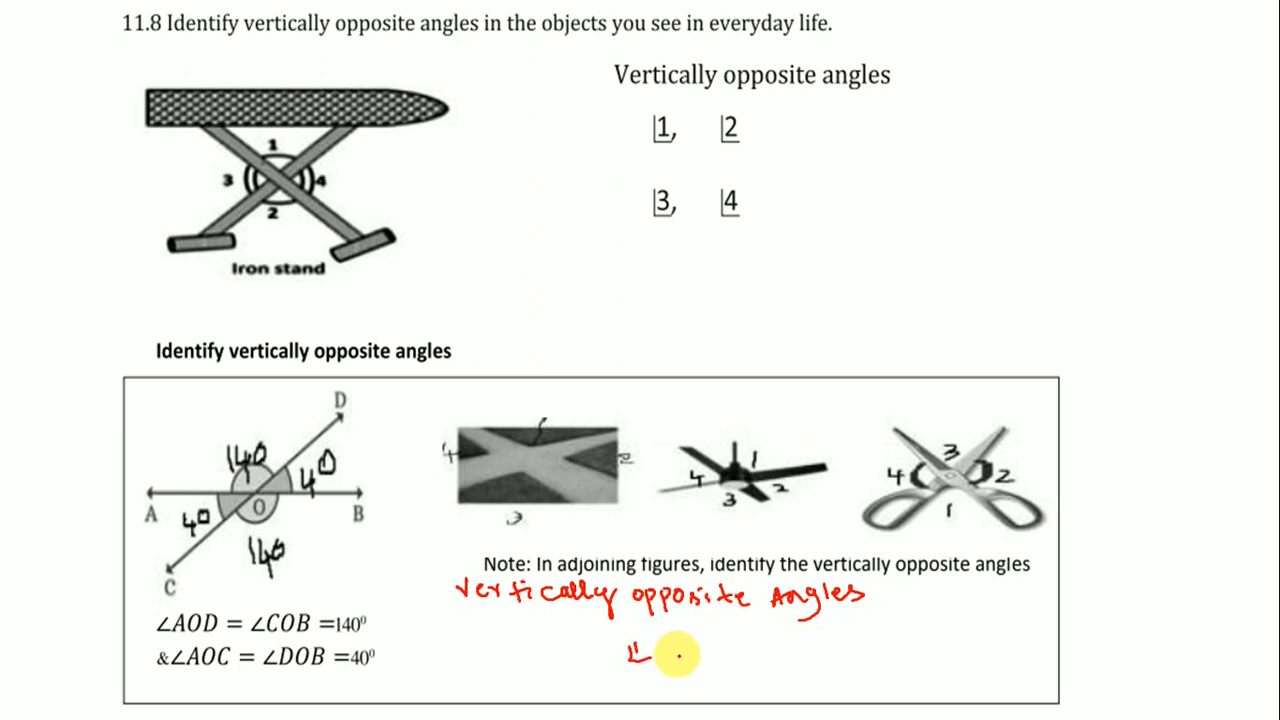 11.8 Identify vertically opposite angles in the objects you see in everyday life.
Vertically opposite angles
∠1, ∠2
∠3, ∠4
1
3 4
2
Iron stand
Identify vertically opposite angles
D
140 40
A O B
40 140
C
∠AOD = ∠COB =140⁰
&∠AOC = ∠DOB =40⁰
4 2
3
1
4 2
3
3
4 2
1
Note: In adjoining figures, identify the vertically opposite angles
Vertically opposite Angles